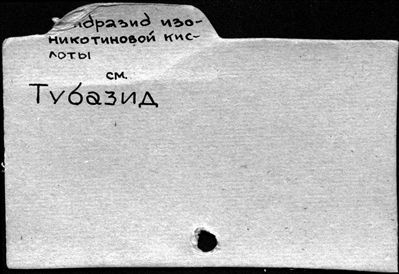 идразид изо-
никотиновой кис-
лоты
см.
Тубазид